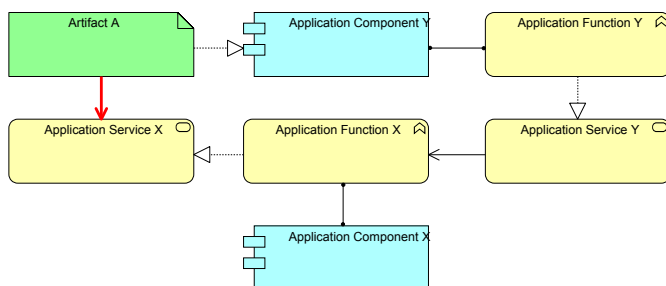 Artifact A
Application Component Y
Application Function Y
Application Service X
Application Function X
Application Service Y
Application Component X